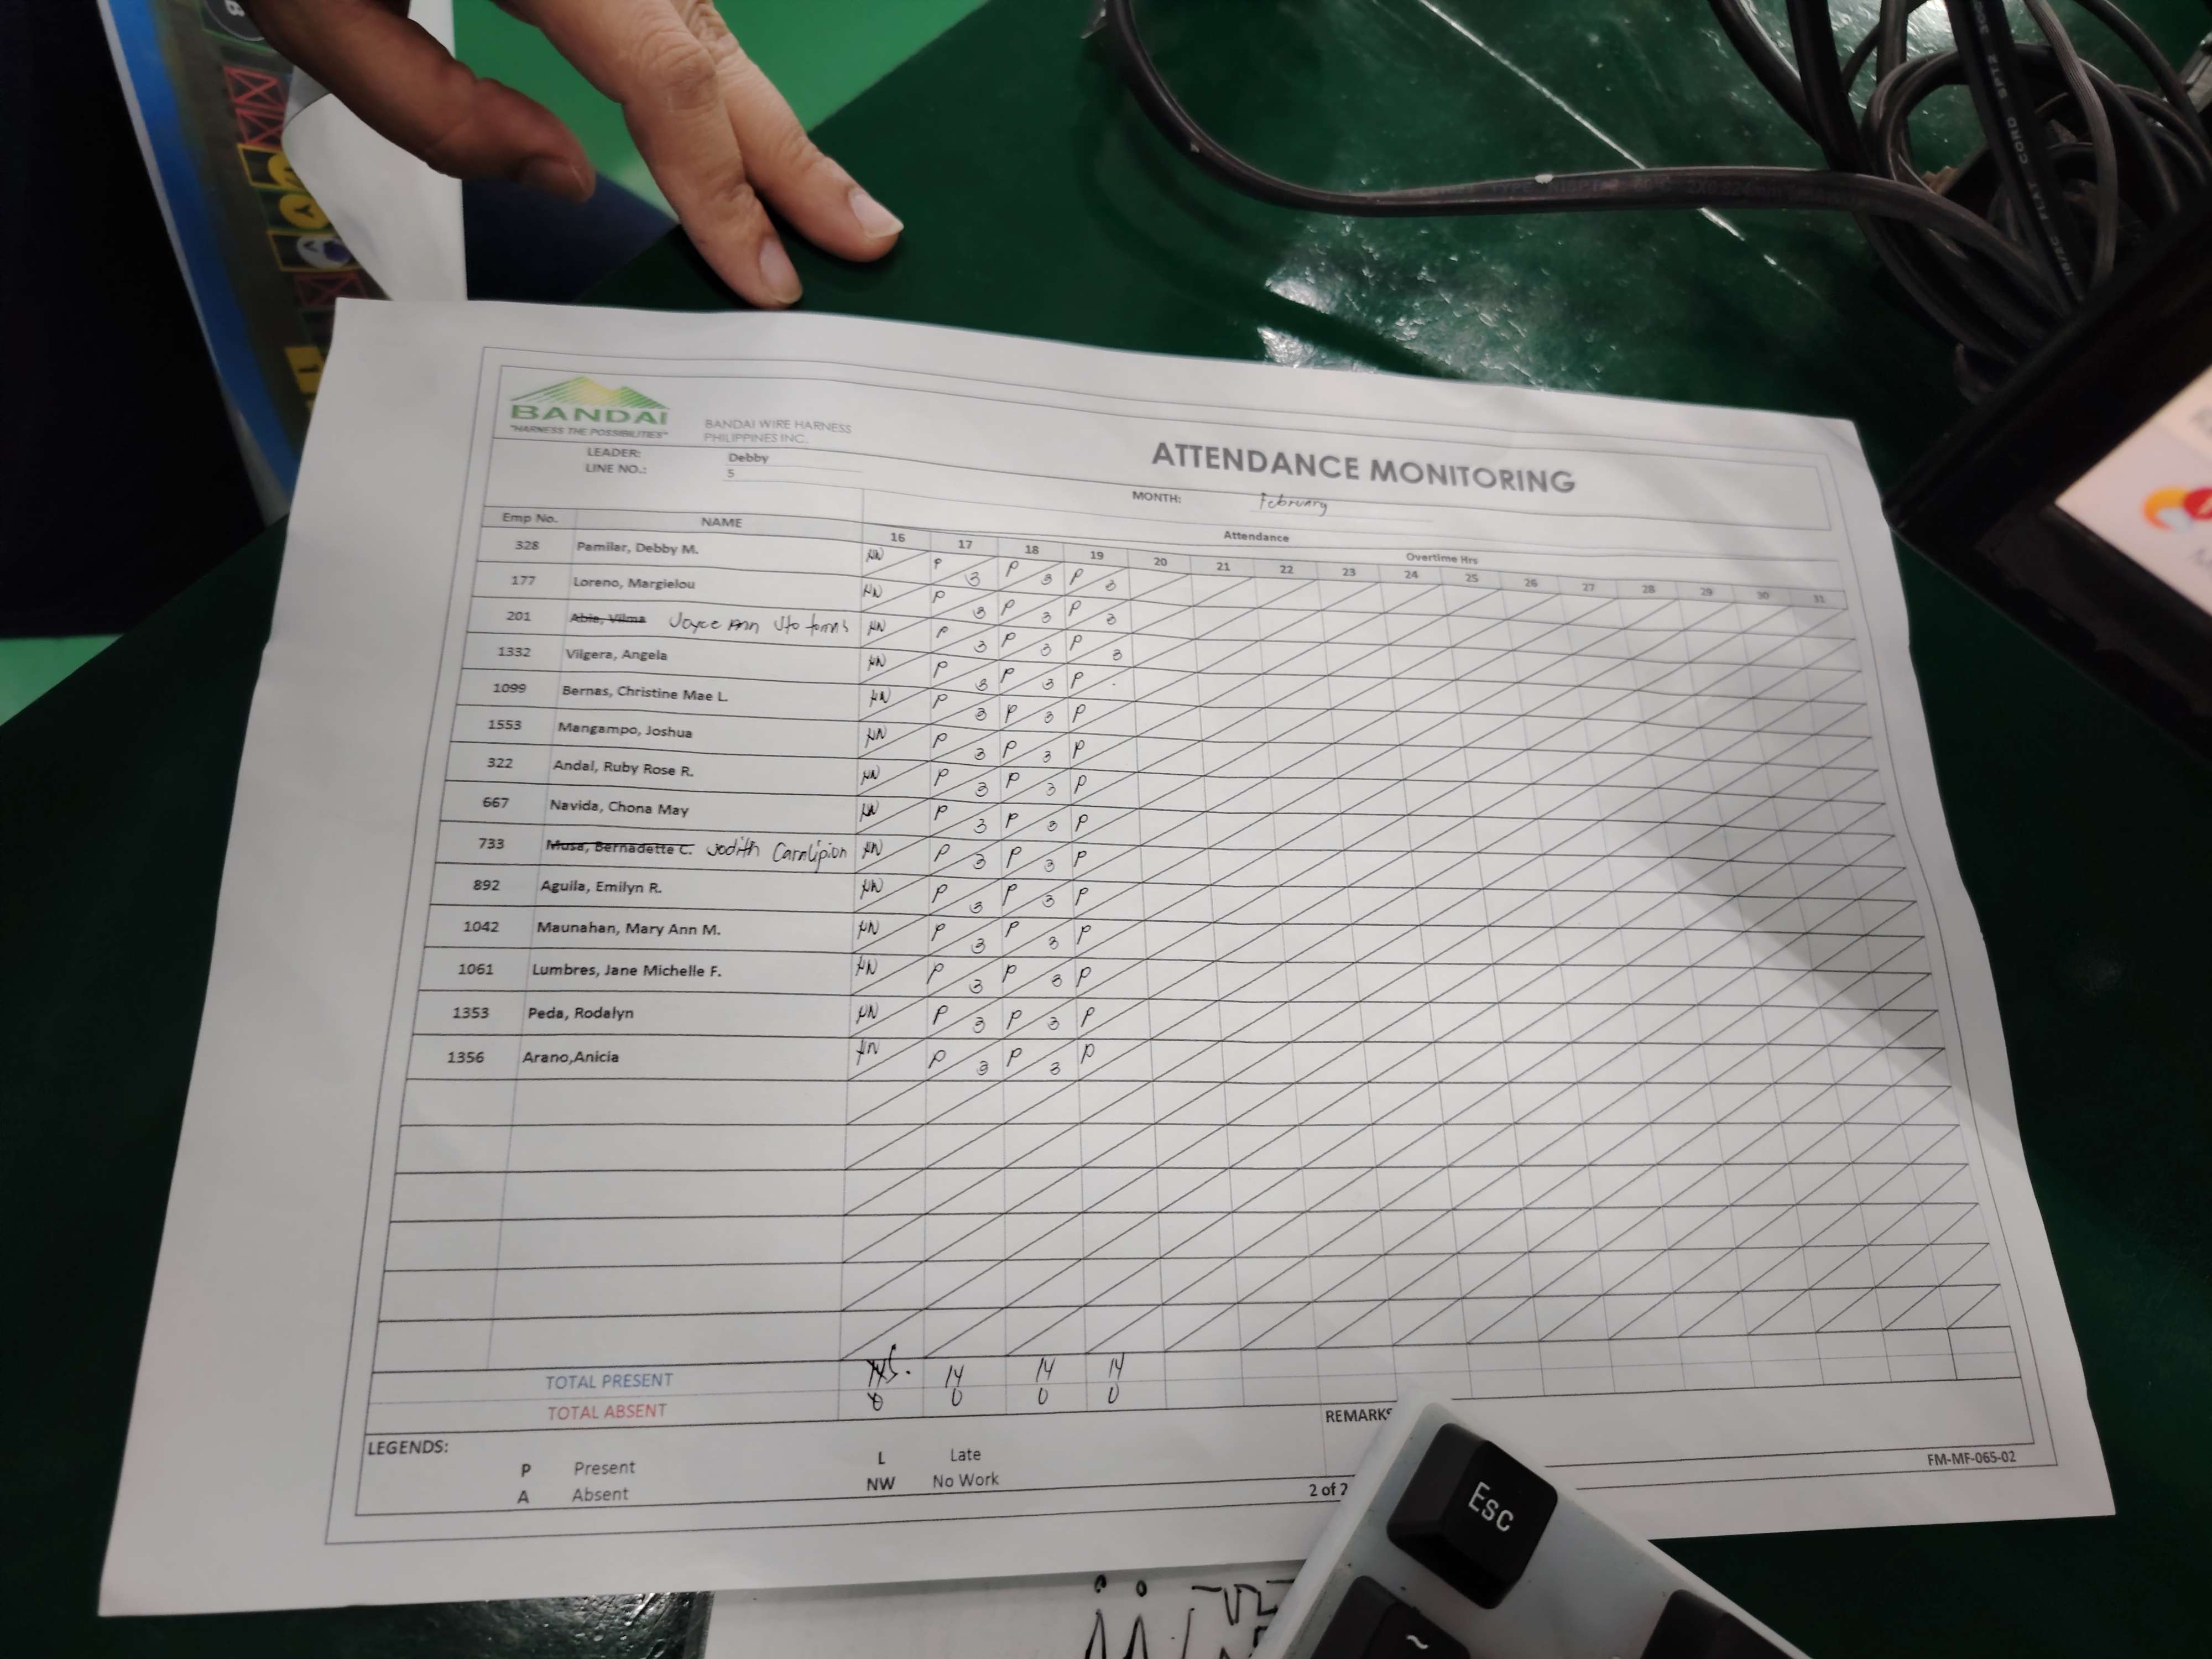 BANDAI
"HARNESS THE POSSIBILITIES"
BANDAI WIRE HARNESS
PHILIPPINES INC.
ATTENDANCE MONITORING
LEADER: Debby
LINE NO.: 5
MONTH: February
Emp No. NAME Attendance Overtime Hrs
16 17 18 19 20 21 22 23 24 25 26 27 28 29 30 31
328 Pamilar, Debby M. NW P 3 P 3 P 3
177 Loreno, Margielou NW P 3 P 3 P 3
201 Abie, Vilma Joyce Ann NW P 3 P 3 P 3
1332 Vilgera, Angela NW P 3 P 3 P
1099 Bernas, Christine Mae L. NW P 3 P 3 P
1553 Mangampo, Joshua NW P 3 P 3 P
322 Andal, Ruby Rose R. NW P 3 P 3 P
667 Navida, Chona May NW P 3 P 3 P
733 Musa, Bernadette C. Judith NW P 3 P 3 P
892 Aguila, Emilyn R. NW P 3 P 3 P
1042 Maunahan, Mary Ann M. NW P 3 P 3 P
1061 Lumbres, Jane Michelle F. NW P 3 P 3 P
1353 Peda, Rodalyn NW P 3 P 3 P
1356 Arano,Anicia NW P 3 P 3 P
TOTAL PRESENT 14 14 14
TOTAL ABSENT 0 0 0 0
REMARKS
LEGENDS:
P Present L Late
A Absent NW No Work
2 of 2
FM-MF-065-02
Esc
~